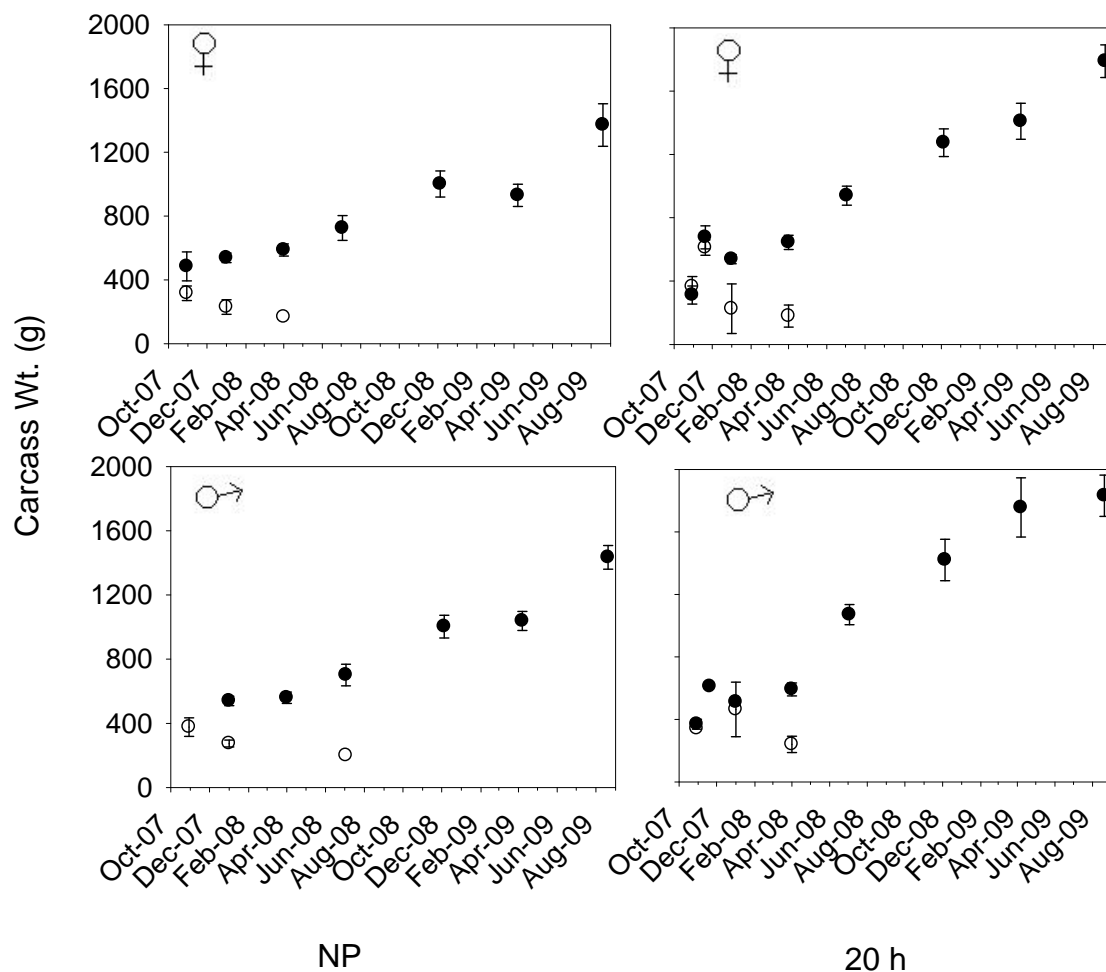 Carcass Wt. (g)
2000
1600
1200
800
400
0
Oct-07
Dec-07
Feb-08
Apr-08
Jun-08
Aug-08
Oct-08
Dec-08
Feb-09
Apr-09
Jun-09
Aug-09
Oct-07
Dec-07
Feb-08
Apr-08
Jun-08
Aug-08
Oct-08
Dec-08
Feb-09
Apr-09
Jun-09
Aug-09
2000
1600
1200
800
400
0
Oct-07
Dec-07
Feb-08
Apr-08
Jun-08
Aug-08
Oct-08
Dec-08
Feb-09
Apr-09
Jun-09
Aug-09
Oct-07
Dec-07
Feb-08
Apr-08
Jun-08
Aug-08
Oct-08
Dec-08
Feb-09
Apr-09
Jun-09
Aug-09
NP
20 h